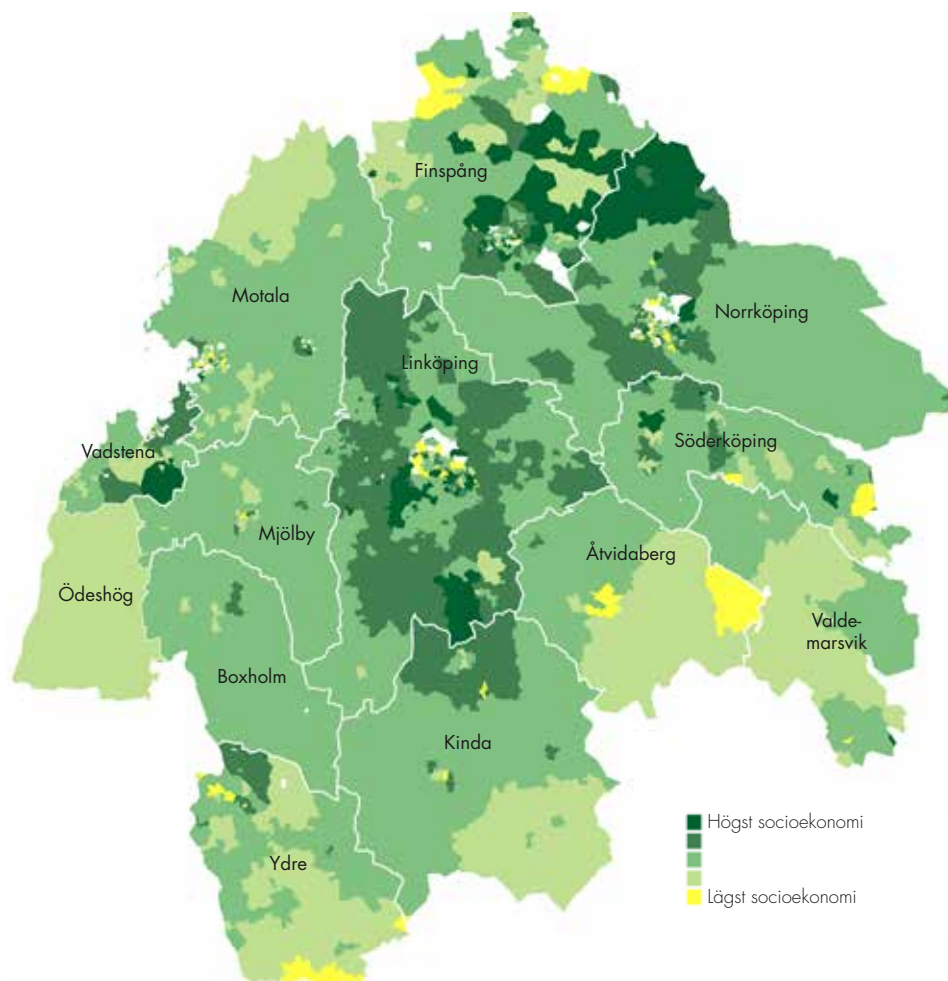 Finspång
Motala
Norrköping
Linköping
Vadstena
Söderköping
Mjölby
Åtvidaberg
Ödeshög
Valde-
marsvik
Boxholm
Kinda
Högst socioekonomi
Ydre
Lägst socioekonomi